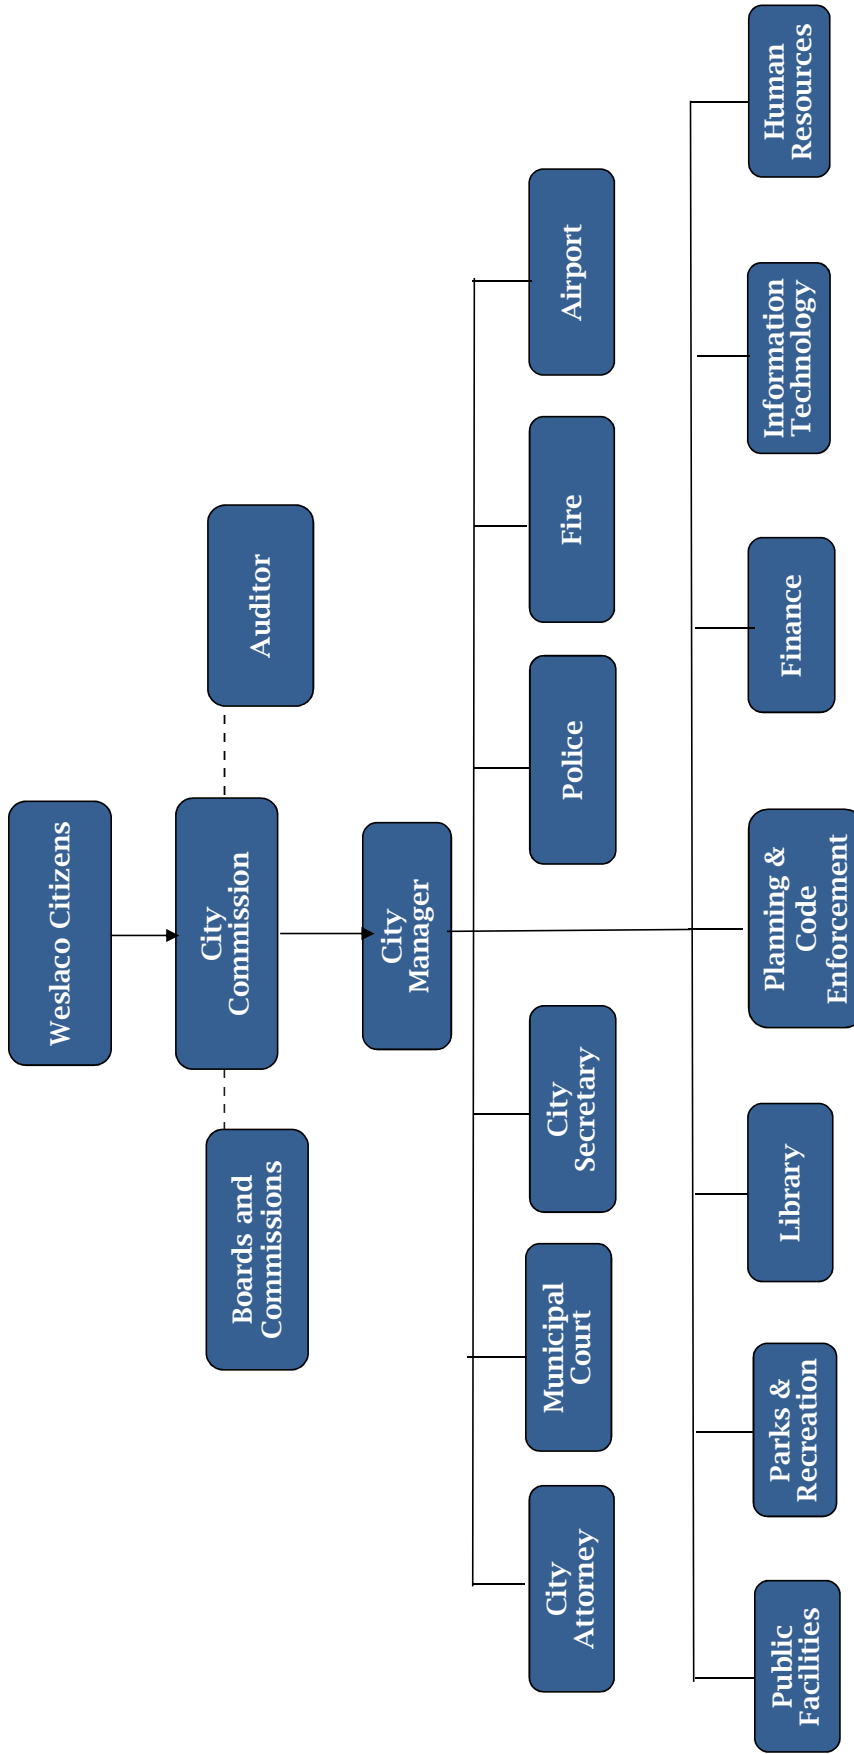 Weslaco Citizens
Boards and
Commissions
City
Commission
Auditor
City
Manager
City
Attorney
Municipal
Court
City
Secretary
Police
Fire
Airport
Public
Facilities
Parks &
Recreation
Library
Planning &
Code
Enforcement
Finance
Information
Technology
Human
Resources